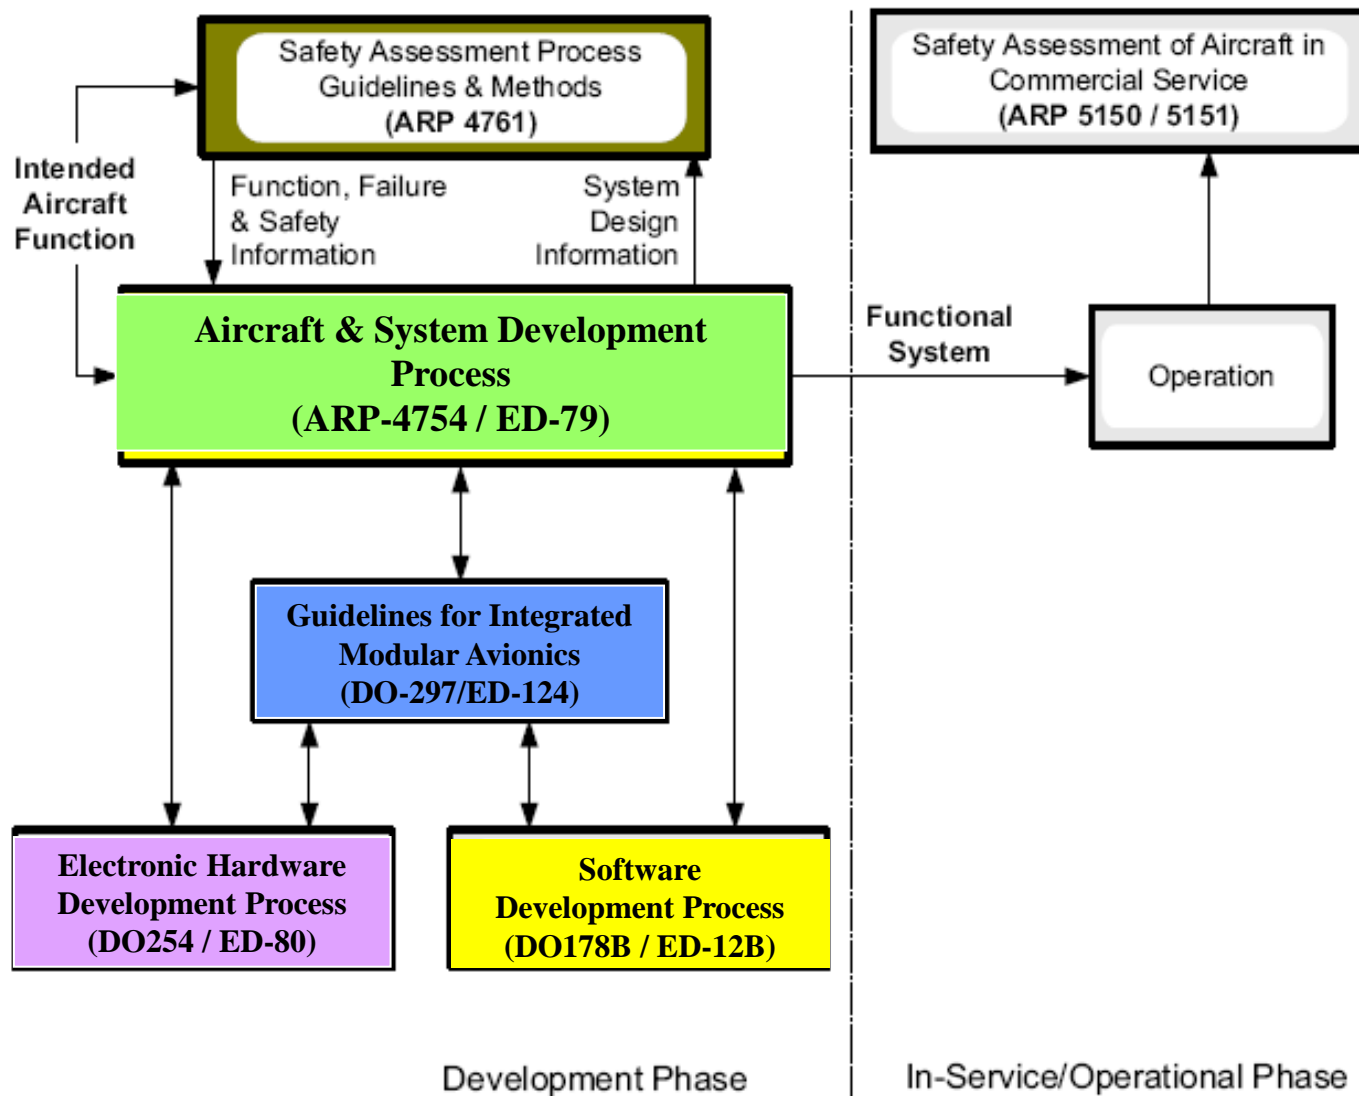 Safety Assessment Process
Guidelines & Methods
(ARP 4761)
Safety Assessment of Aircraft in
Commercial Service
(ARP 5150 / 5151)
Intended
Aircraft
Function
Function, Failure
& Safety
Information
System
Design
Information
Aircraft & System Development
Process
(ARP-4754 / ED-79)
Functional
System
Operation
Guidelines for Integrated
Modular Avionics
(DO-297/ED-124)
Electronic Hardware
Development Process
(DO254 / ED-80)
Software
Development Process
(DO178B / ED-12B)
Development Phase
In-Service/Operational Phase